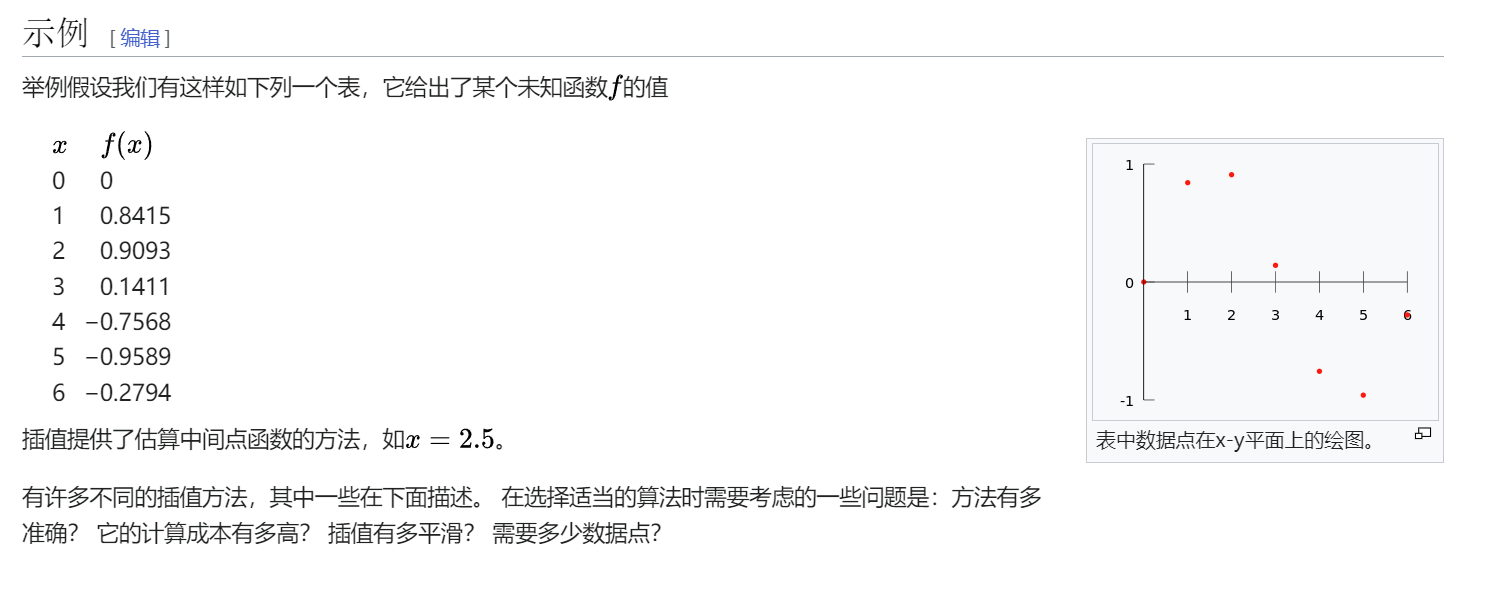 示例 [编辑]
举例假设我们有这样如下列一个表，它给出了某个未知函数f的值
x f(x)
0 0
1 0.8415
2 0.9093
3 0.1411
4 −0.7568
5 −0.9589
6 −0.2794
插值提供了估算中间点函数的方法，如x = 2.5。
有许多不同的插值方法，其中一些在下面描述。 在选择适当的算法时需要考虑的一些问题是：方法有多
准确？ 它的计算成本有多高？ 插值有多平滑？ 需要多少数据点？
1
0
1 2 3 4 5 6
-1
表中数据点在x-y平面上的绘图。